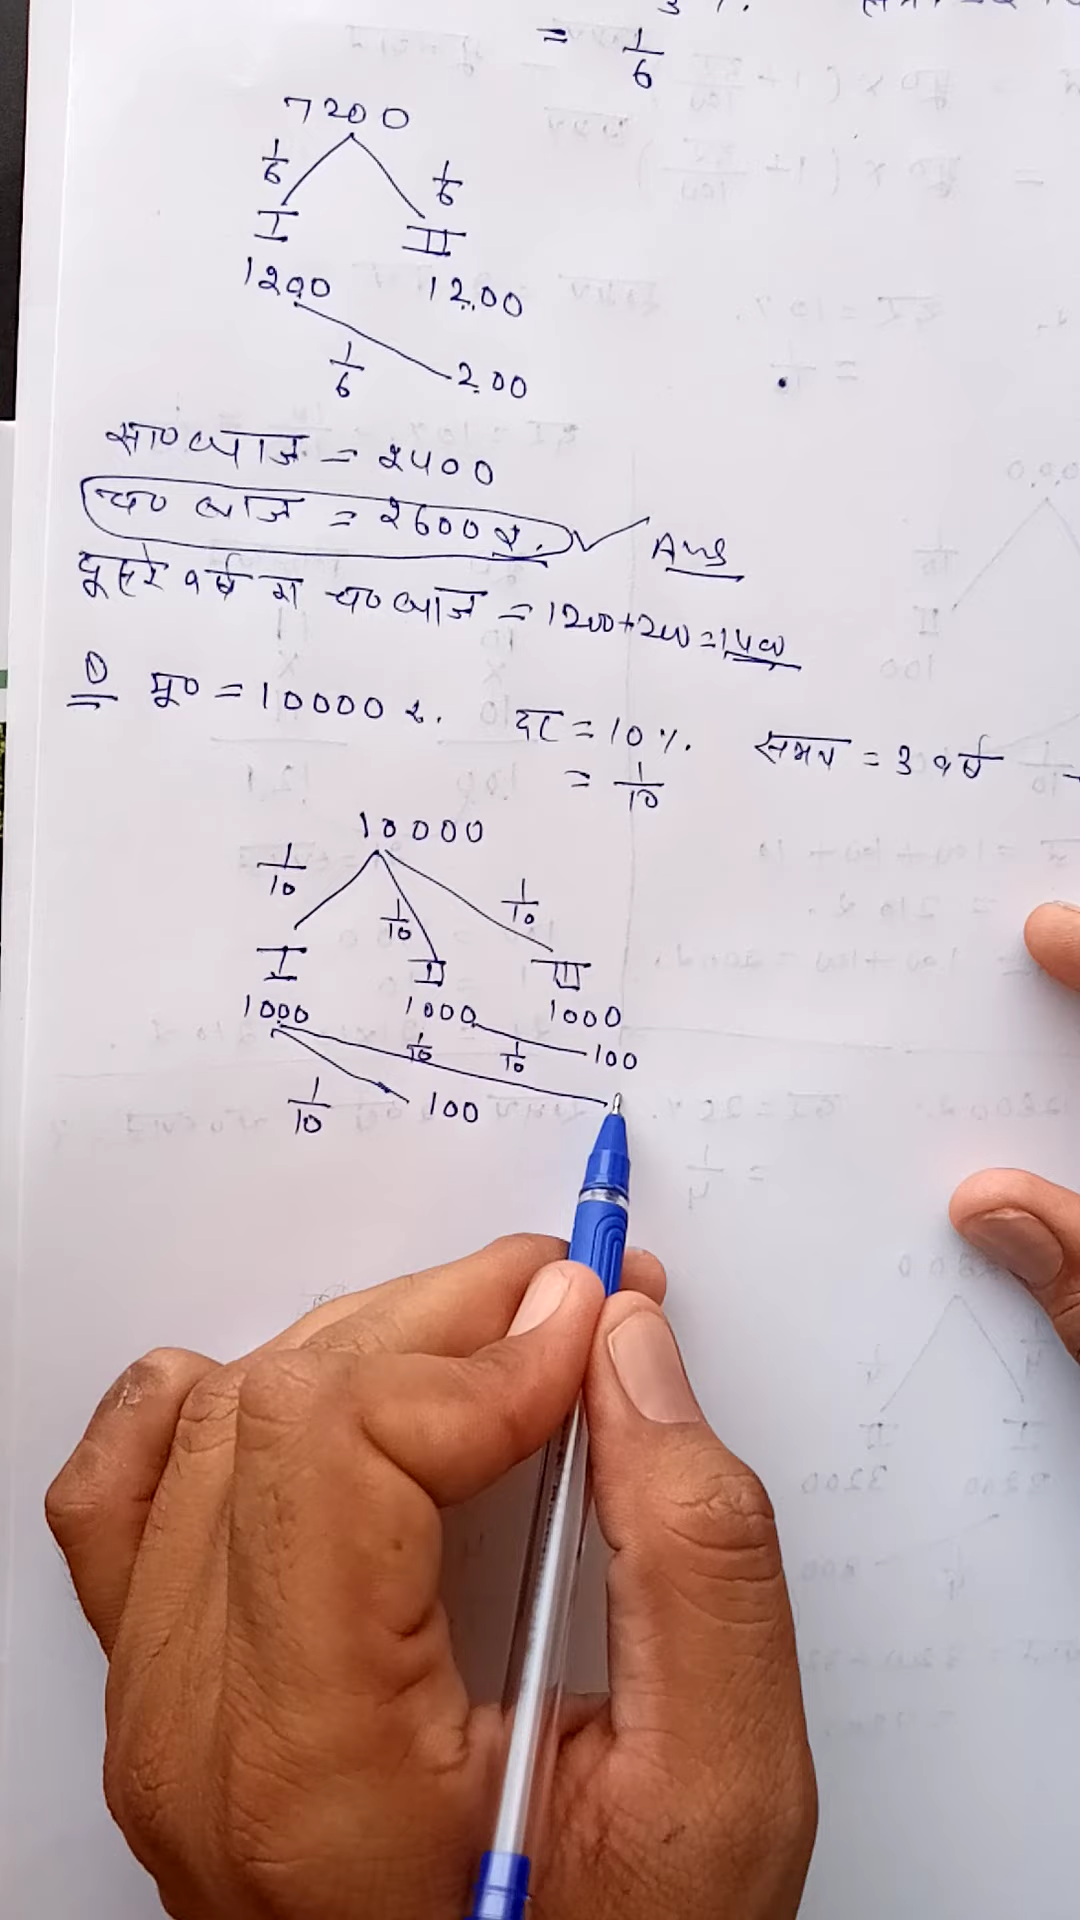 = 1/6
7200
1/6 1/6
I II
1200 1200
1/6 200
सा० ब्याज = 2400
च० ब्याज = 2600 रु. Ans
दूसरे वर्ष का च० ब्याज = 1200+200=1400
Q मू० = 10000 रु. दर = 10 %. समय = 3 वर्ष
= 1/10
10000
1/10 1/10 1/10
I II III
1000 1000 1000
1/10 1/10 100
1/10 100